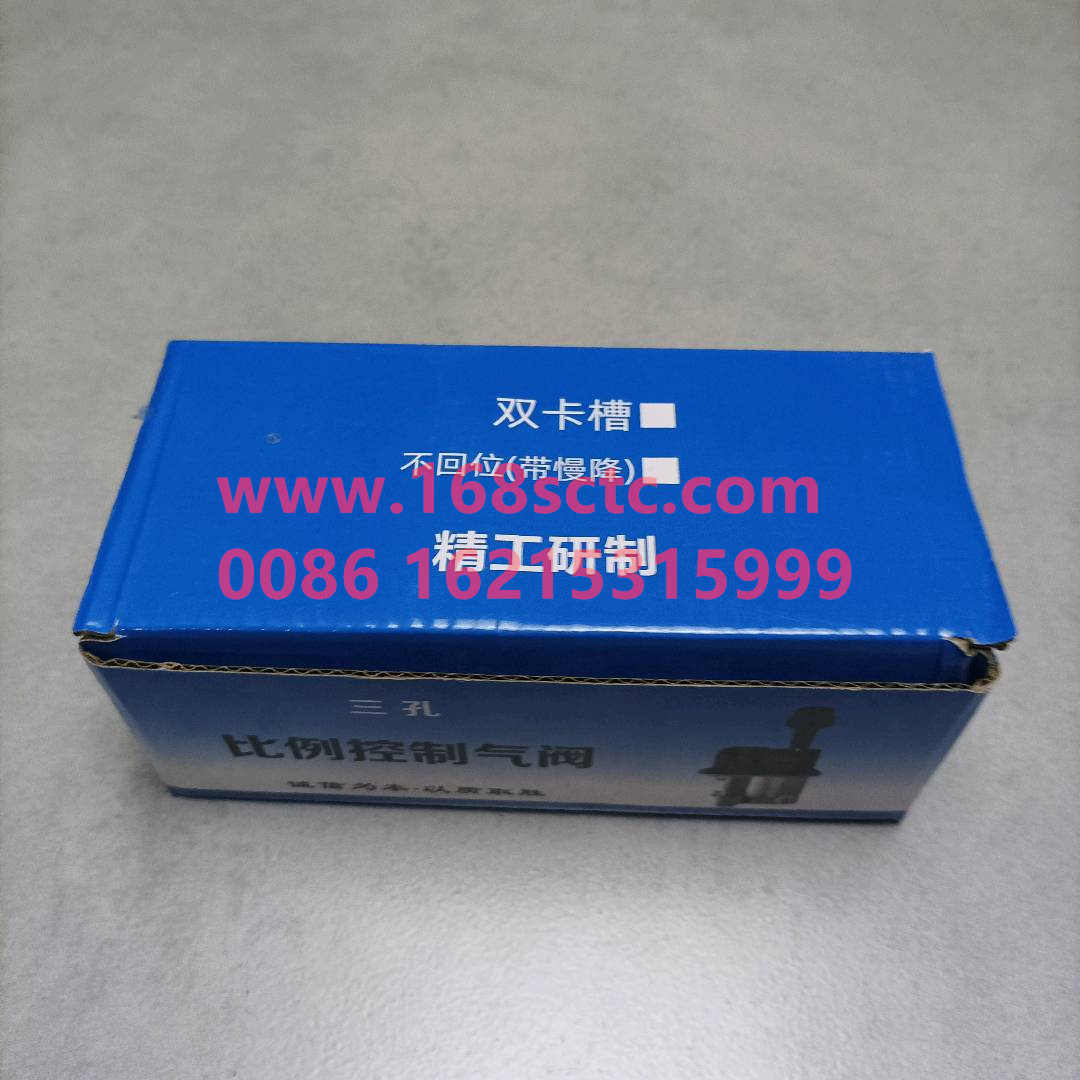 双卡槽
不回位(带慢降)
www.168sctc.com
精工研制
0086 16215315999
三孔
比例控制气阀
诚信为本·以质取胜